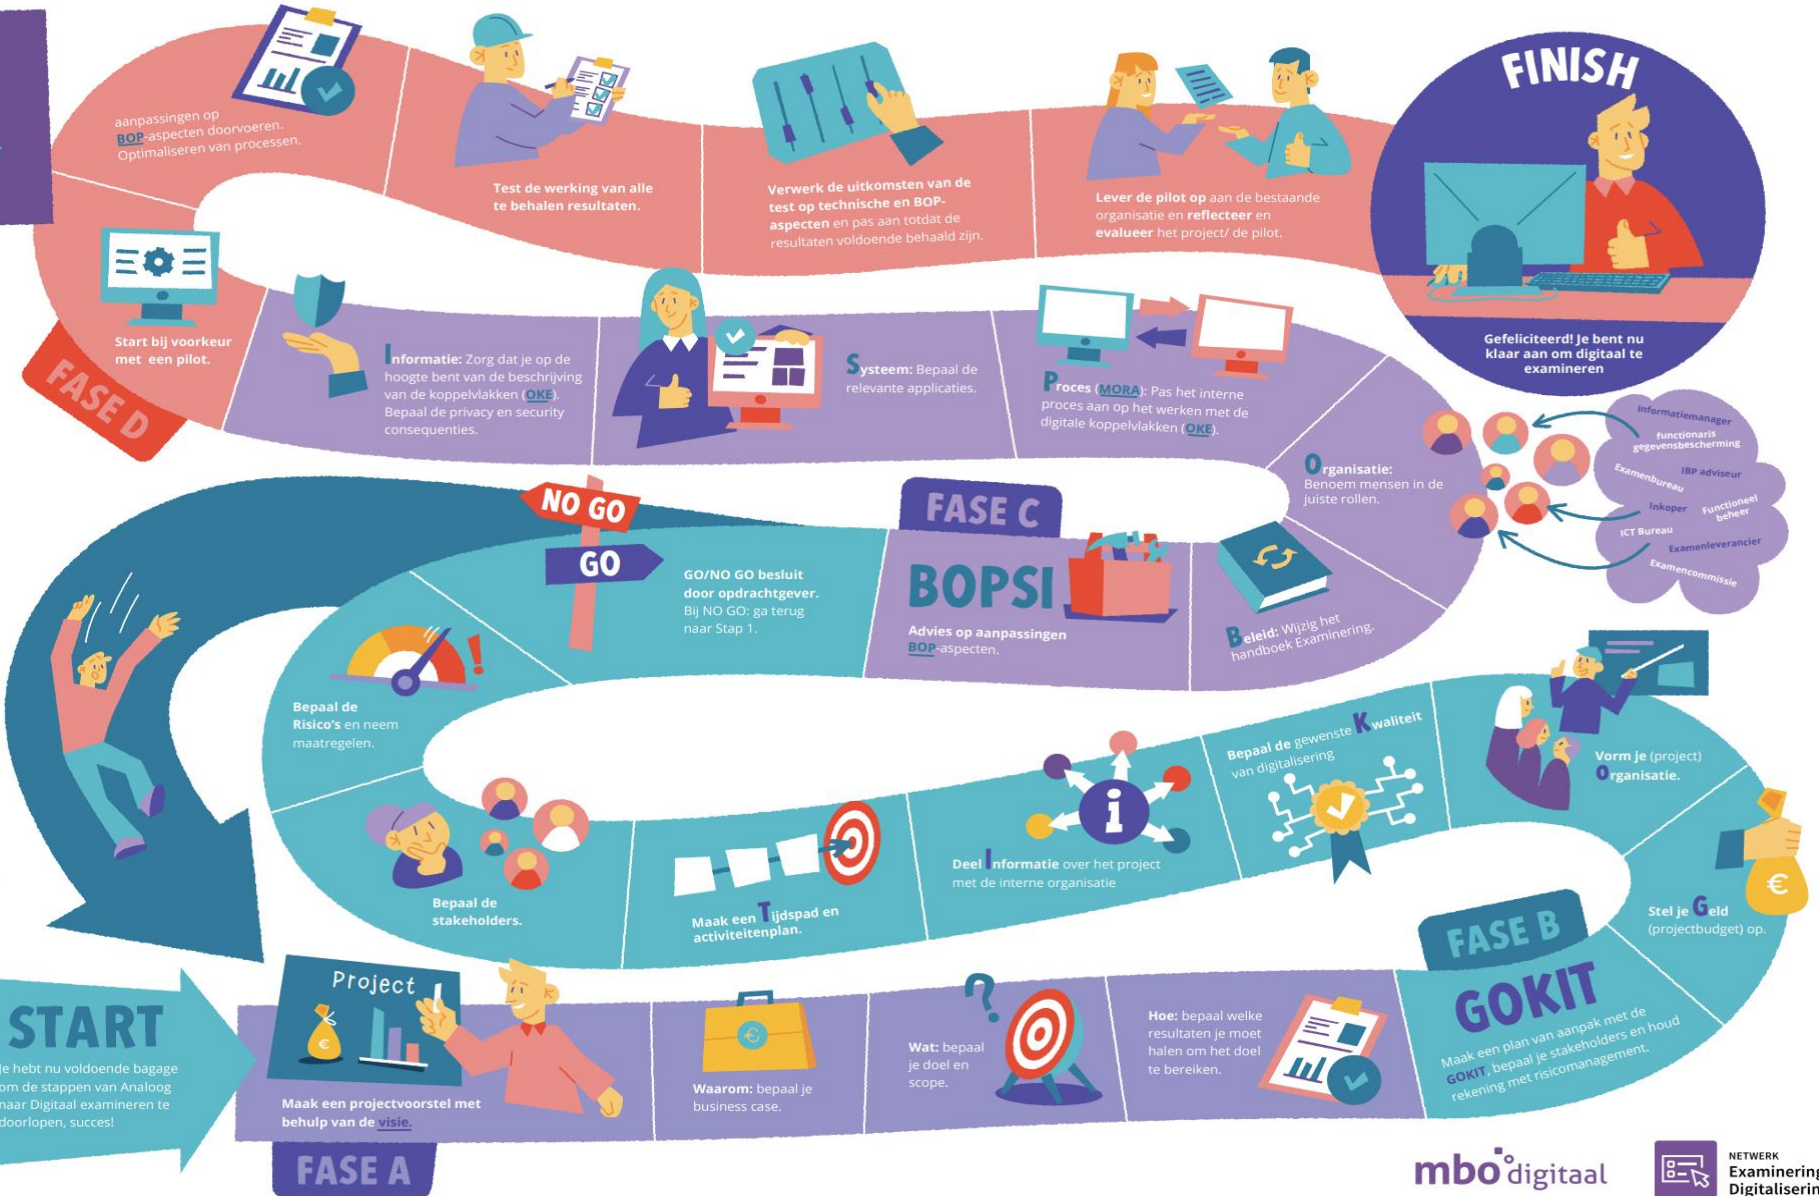 START
Je hebt nu voldoende bagage
om de stappen van Analoog
naar Digitaal examineren te
doorlopen, succes!
Project
€
Maak een projectvoorstel met
behulp van de visie.
FASE A
€
Waarom: bepaal je
business case.
?
Wat: bepaal
je doel en
scope.
Hoe: bepaal welke
resultaten je moet
halen om het doel
te bereiken.
FASE B
GOKIT
Maak een plan van aanpak met de
GOKIT, bepaal je stakeholders en houd
rekening met risicomanagement.
€
Stel je Geld
(projectbudget) op.
Vorm je (project)
Organisatie.
Bepaal de gewenste Kwaliteit
van digitalisering
i
Deel Informatie over het project
met de interne organisatie
Maak een Tijdspad en
activiteitenplan.
Bepaal de
stakeholders.
Bepaal de
Risico's en neem
maatregelen.
!
NO GO
GO
GO/NO GO besluit
door opdrachtgever.
Bij NO GO: ga terug
naar Stap 1.
FASE C
BOPSI
Advies op aanpassingen
BOP-aspecten.
Beleid: Wijzig het
handboek Examinering.
Organisatie:
Benoem mensen in de
juiste rollen.
Informatiemanager
functionaris
gegevensbescherming
Examenbureau
IBP adviseur
Inkoper
Functioneel
beheer
ICT Bureau
Examenleverancier
Examencommissie
Proces (MORA): Pas het interne
proces aan op het werken met de
digitale koppelvlakken (OKE).
Systeem: Bepaal de
relevante applicaties.
Informatie: Zorg dat je op de
hoogte bent van de beschrijving
van de koppelvlakken (OKE).
Bepaal de privacy en security
consequenties.
FASE D
Start bij voorkeur
met een pilot.
aanpassingen op
BOP-aspecten doorvoeren.
Optimaliseren van processen.
Test de werking van alle
te behalen resultaten.
Verwerk de uitkomsten van de
test op technische en BOP-
aspecten en pas aan totdat de
resultaten voldoende behaald zijn.
Lever de pilot op aan de bestaande
organisatie en reflecteer en
evalueer het project/ de pilot.
FINISH
Gefeliciteerd! Je bent nu
klaar aan om digitaal te
examineren
mbo digitaal
NETWERK
Examinering
Digitalisering